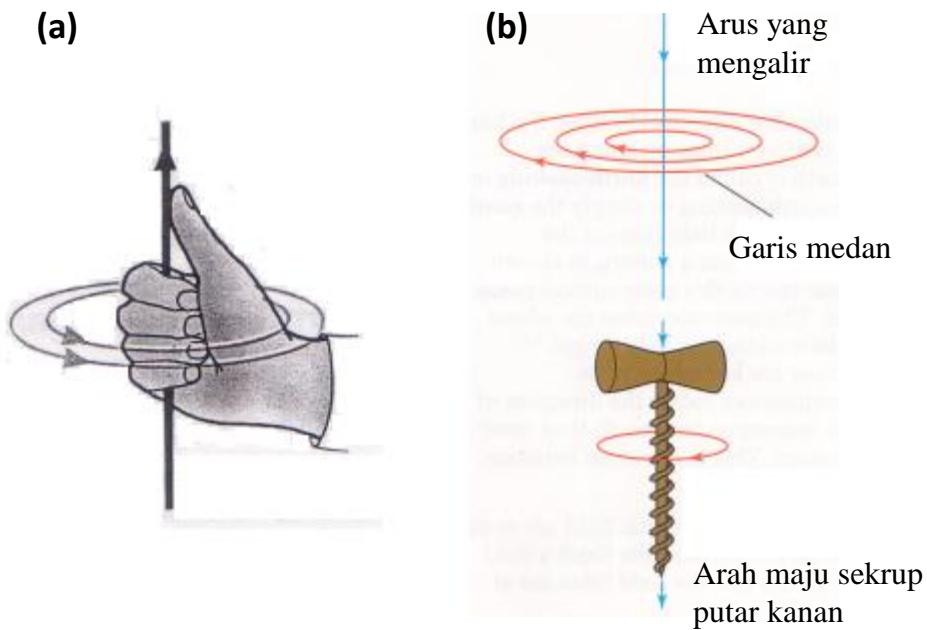 (a)
(b)
Arus yang
mengalir
Garis medan
Arah maju sekrup
putar kanan